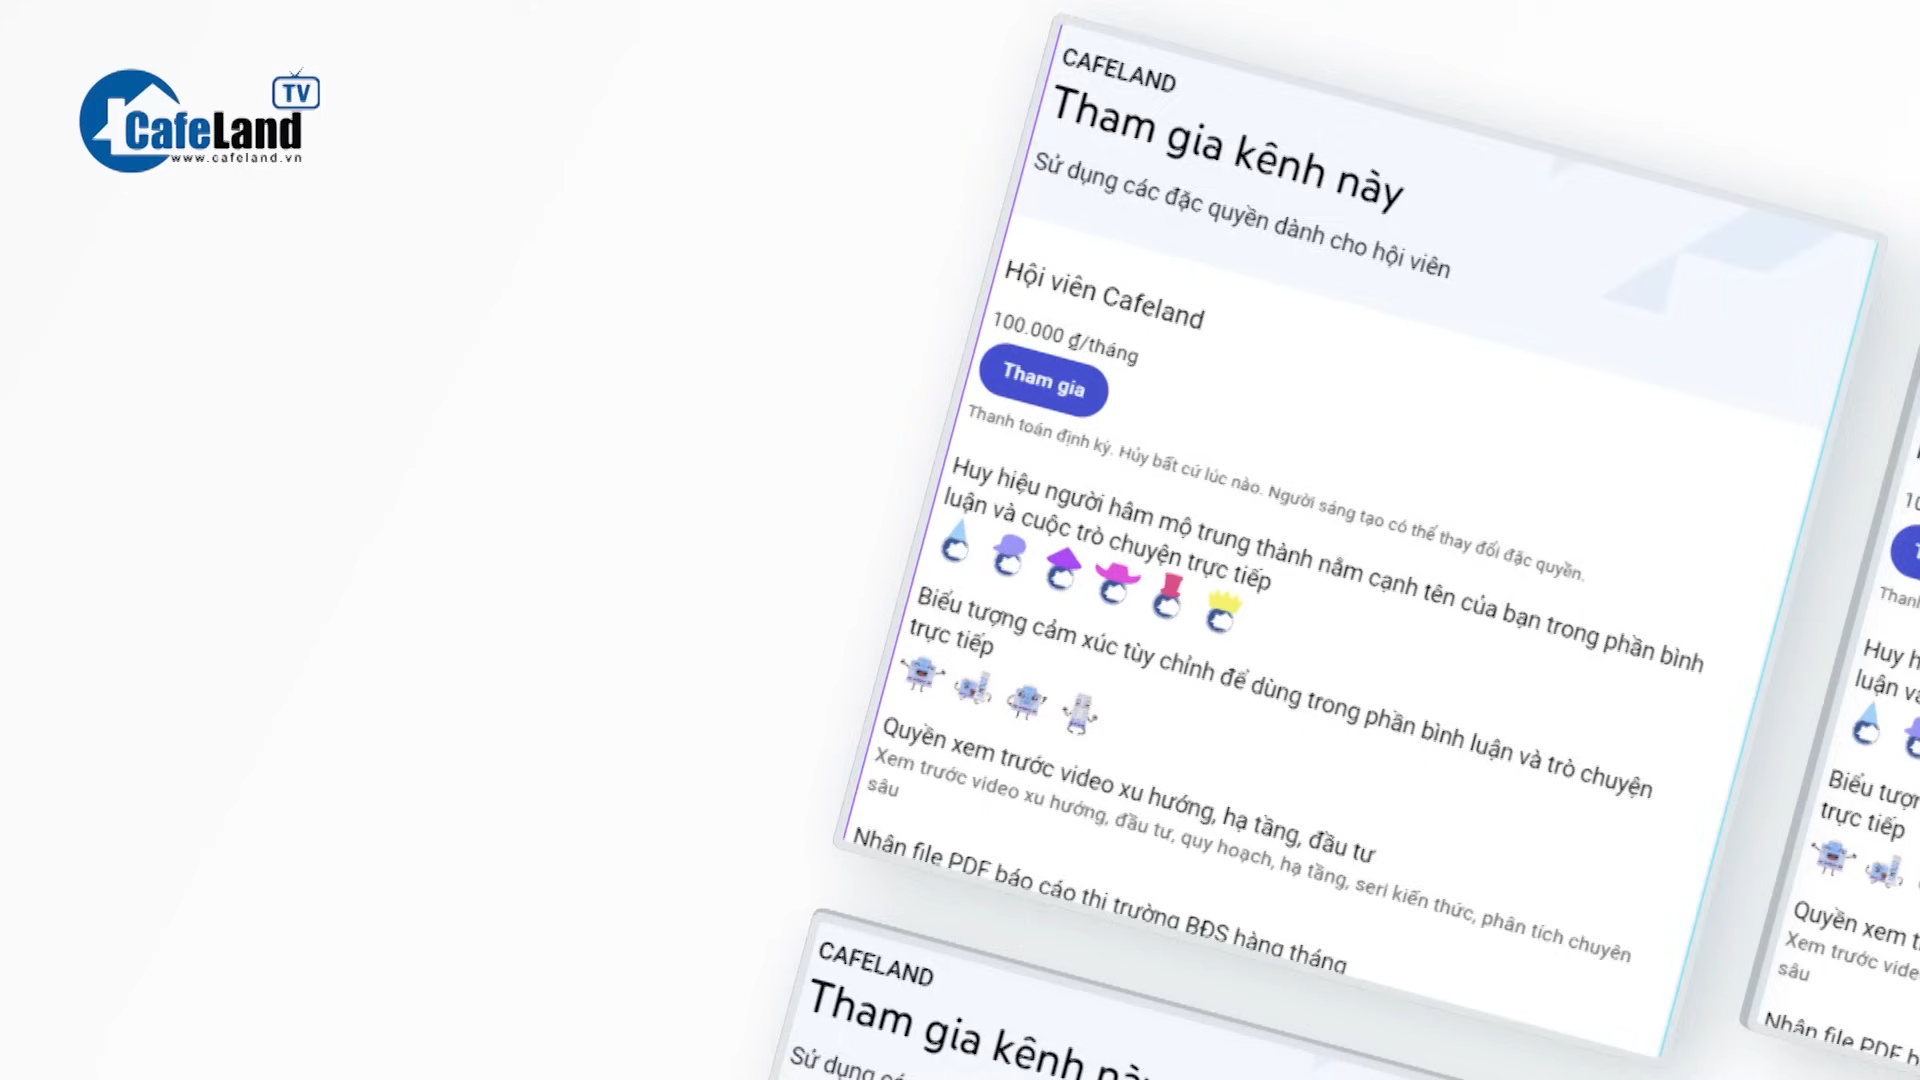 TV
CafeLand
www.cafeland.vn
CAFELAND
Tham gia kênh này
Sử dụng các đặc quyền dành cho hội viên
Hội viên Cafeland
100.000 ₫/tháng
Tham gia
Thanh toán định kỳ. Hủy bất cứ lúc nào. Người sáng tạo có thể thay đổi đặc quyền.
Huy hiệu người hâm mộ trung thành nằm cạnh tên của bạn trong phần bình
luận và cuộc trò chuyện trực tiếp
Biểu tượng cảm xúc tùy chỉnh để dùng trong phần bình luận và trò chuyện
trực tiếp
Quyền xem trước video xu hướng, hạ tầng, đầu tư
Xem trước video xu hướng, đầu tư, quy hoạch, hạ tầng, seri kiến thức, phân tích chuyên
sâu
Nhận file PDF báo cáo thị trường BĐS hàng tháng
CAFELAND
Tham gia kênh này
Sử dụng
Huy
luận
Biểu
trực tiếp
Quyền xem
Xem trước
sâu
Nhận file PDF